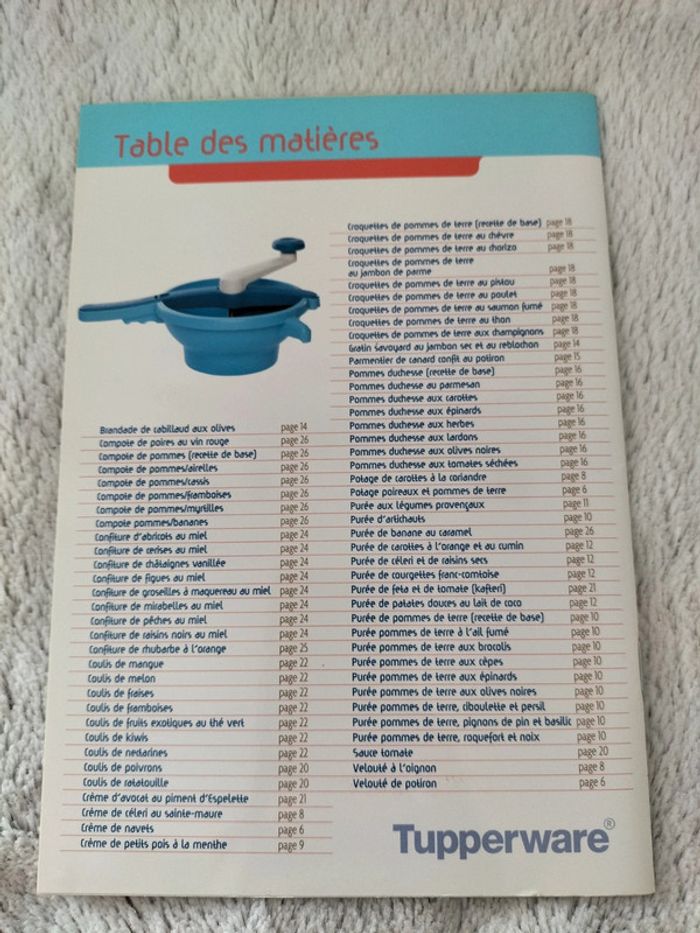 Table des matières
Brandade de cabillaud aux olives page 14
Compote de poires au vin rouge page 26
Compote de pommes (recette de base) page 26
Compote de pommes/airelles page 26
Compote de pommes/cassis page 26
Compote de pommes/framboises page 26
Compote de pommes/myrtilles page 26
Compote pommes/bananes page 26
Confiture d'abricots au miel page 24
Confiture de cerises au miel page 24
Confiture de châtaignes vanillée page 24
Confiture de figues au miel page 24
Confiture de groseilles à maquereau au miel page 24
Confiture de mirabelles au miel page 24
Confiture de pêches au miel page 24
Confiture de raisins noirs au miel page 24
Confiture de rhubarbe à l'orange page 25
Coulis de mangue page 22
Coulis de melon page 22
Coulis de fraises page 22
Coulis de framboises page 22
Coulis de fruits exotiques au thé vert page 22
Coulis de kiwis page 22
Coulis de nectarines page 22
Coulis de poivrons page 20
Coulis de ratatouille page 20
Crème d'avocat au piment d'Espelette page 21
Crème de céleri au sainte-maure page 8
Crème de navets page 6
Crème de petits pois à la menthe page 9
Croquettes de pommes de terre (recette de base) page 18
Croquettes de pommes de terre au chèvre page 18
Croquettes de pommes de terre au chorizo page 18
Croquettes de pommes de terre
au jambon de parme page 18
Croquettes de pommes de terre au pistou page 18
Croquettes de pommes de terre au poulet page 18
Croquettes de pommes de terre au saumon fumé page 18
Croquettes de pommes de terre au thon page 18
Croquettes de pommes de terre aux champignons page 18
Gratin savoyard au jambon sec et au reblochon page 14
Parmentier de canard confit au potiron page 15
Pommes duchesse (recette de base) page 16
Pommes duchesse au parmesan page 16
Pommes duchesse aux carottes page 16
Pommes duchesse aux épinards page 16
Pommes duchesse aux herbes page 16
Pommes duchesse aux lardons page 16
Pommes duchesse aux olives noires page 16
Pommes duchesse aux tomates séchées page 16
Potage de carottes à la coriandre page 8
Potage poireaux et pommes de terre page 6
Purée aux légumes provençaux page 11
Purée d'artichauts page 10
Purée de banane au caramel page 26
Purée de carottes à l'orange et au cumin page 12
Purée de céleri et de raisins secs page 12
Purée de courgettes franc-comtoise page 12
Purée de feta et de tomate (kafteri) page 21
Purée de patates douces au lait de coco page 12
Purée de pommes de terre (recette de base) page 10
Purée pommes de terre à l'ail fumé page 10
Purée pommes de terre aux brocolis page 10
Purée pommes de terre aux cèpes page 10
Purée pommes de terre aux épinards page 10
Purée pommes de terre aux olives noires page 10
Purée pommes de terre, ciboulette et persil page 10
Purée pommes de terre, pignons de pin et basilic page 10
Purée pommes de terre, roquefort et noix page 10
Sauce tomate page 20
Velouté à l'oignon page 8
Velouté de potiron page 6
Tupperware®